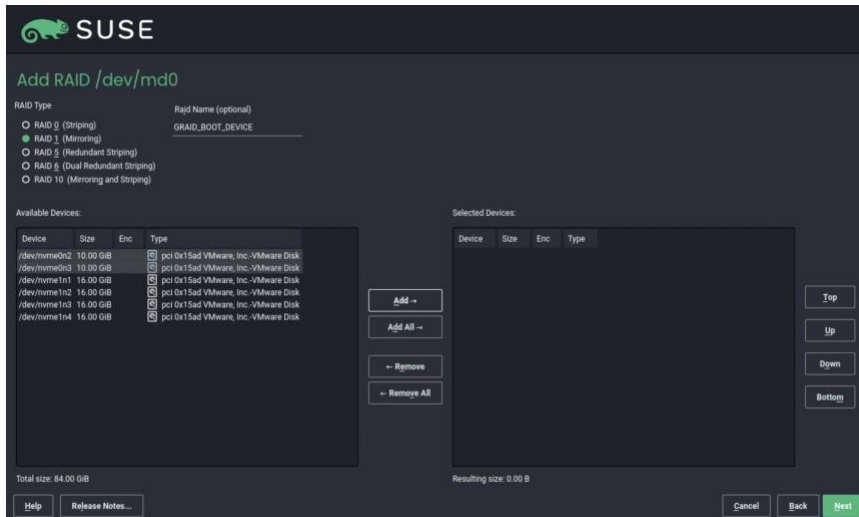 SUSE
Add RAID /dev/md0
RAID Type
RAID 0 (Striping)
RAID 1 (Mirroring)
RAID 5 (Redundant Striping)
RAID 6 (Dual Redundant Striping)
RAID 10 (Mirroring and Striping)
Raid Name (optional)
GRAID_BOOT_DEVICE
Available Devices:
Device Size Enc Type
/dev/nvme0n2 10.00 GiB pci 0x15ad VMware, Inc.-VMware Disk
/dev/nvme0n3 10.00 GiB pci 0x15ad VMware, Inc.-VMware Disk
/dev/nvme1n1 16.00 GiB pci 0x15ad VMware, Inc.-VMware Disk
/dev/nvme1n2 16.00 GiB pci 0x15ad VMware, Inc.-VMware Disk
/dev/nvme1n3 16.00 GiB pci 0x15ad VMware, Inc.-VMware Disk
/dev/nvme1n4 16.00 GiB pci 0x15ad VMware, Inc.-VMware Disk
Total size: 84.00 GiB
Add→
Add All→
← Remove
← Remove All
Selected Devices:
Device Size Enc Type
Resulting size: 0.00 B
Top
Up
Down
Bottom
Help Release Notes... Cancel Back Next